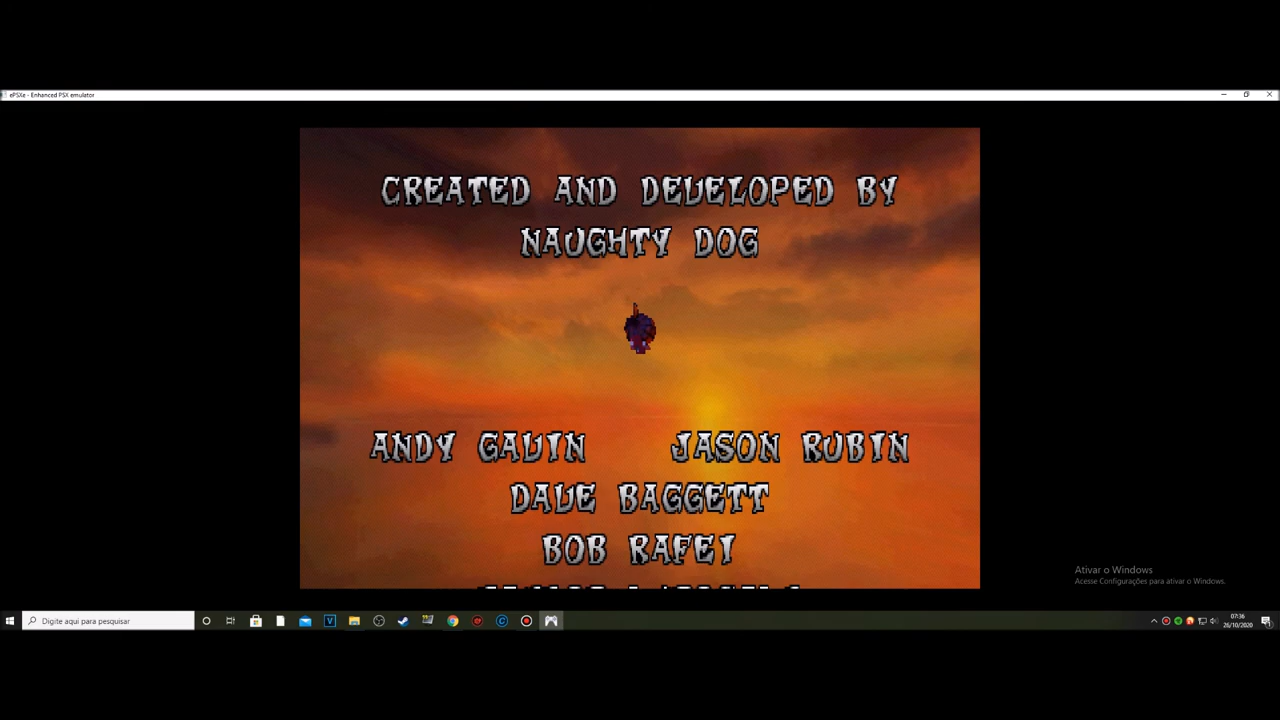 ePSXe - Enhanced PSX emulator
CREATED AND DEVELOPED BY
NAUGHTY DOG
ANDY GAVIN JASON RUBIN
DAVE BAGGETT
BOB RAFEI
Ativar o Windows
Acesse Configurações para ativar o Windows.
Digite aqui para pesquisar
07:36
26/10/2020